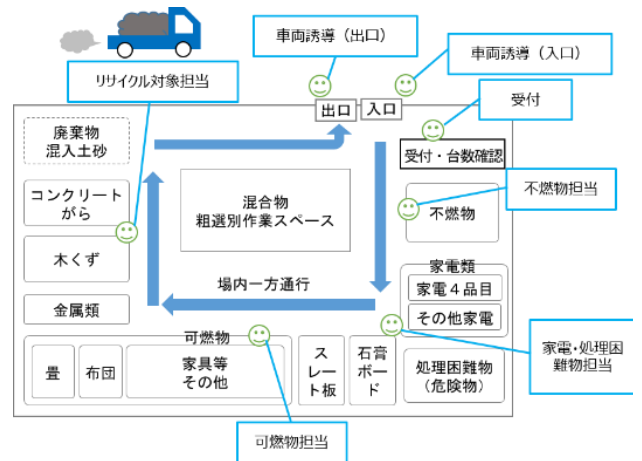 車両誘導（出口）
車両誘導（入口）
リサイクル対象担当
受付
出口
入口
廃棄物
混入土砂
受付・台数確認
コンクリート
がら
混合物
粗選別作業スペース
不燃物担当
不燃物
木くず
家電類
家電４品目
場内一方通行
金属類
その他家電
可燃物
畳
布団
家具等
その他
ス
レー
ト板
石膏
ボー
ド
処理困難物
（危険物）
家電・処理困
難物担当
可燃物担当